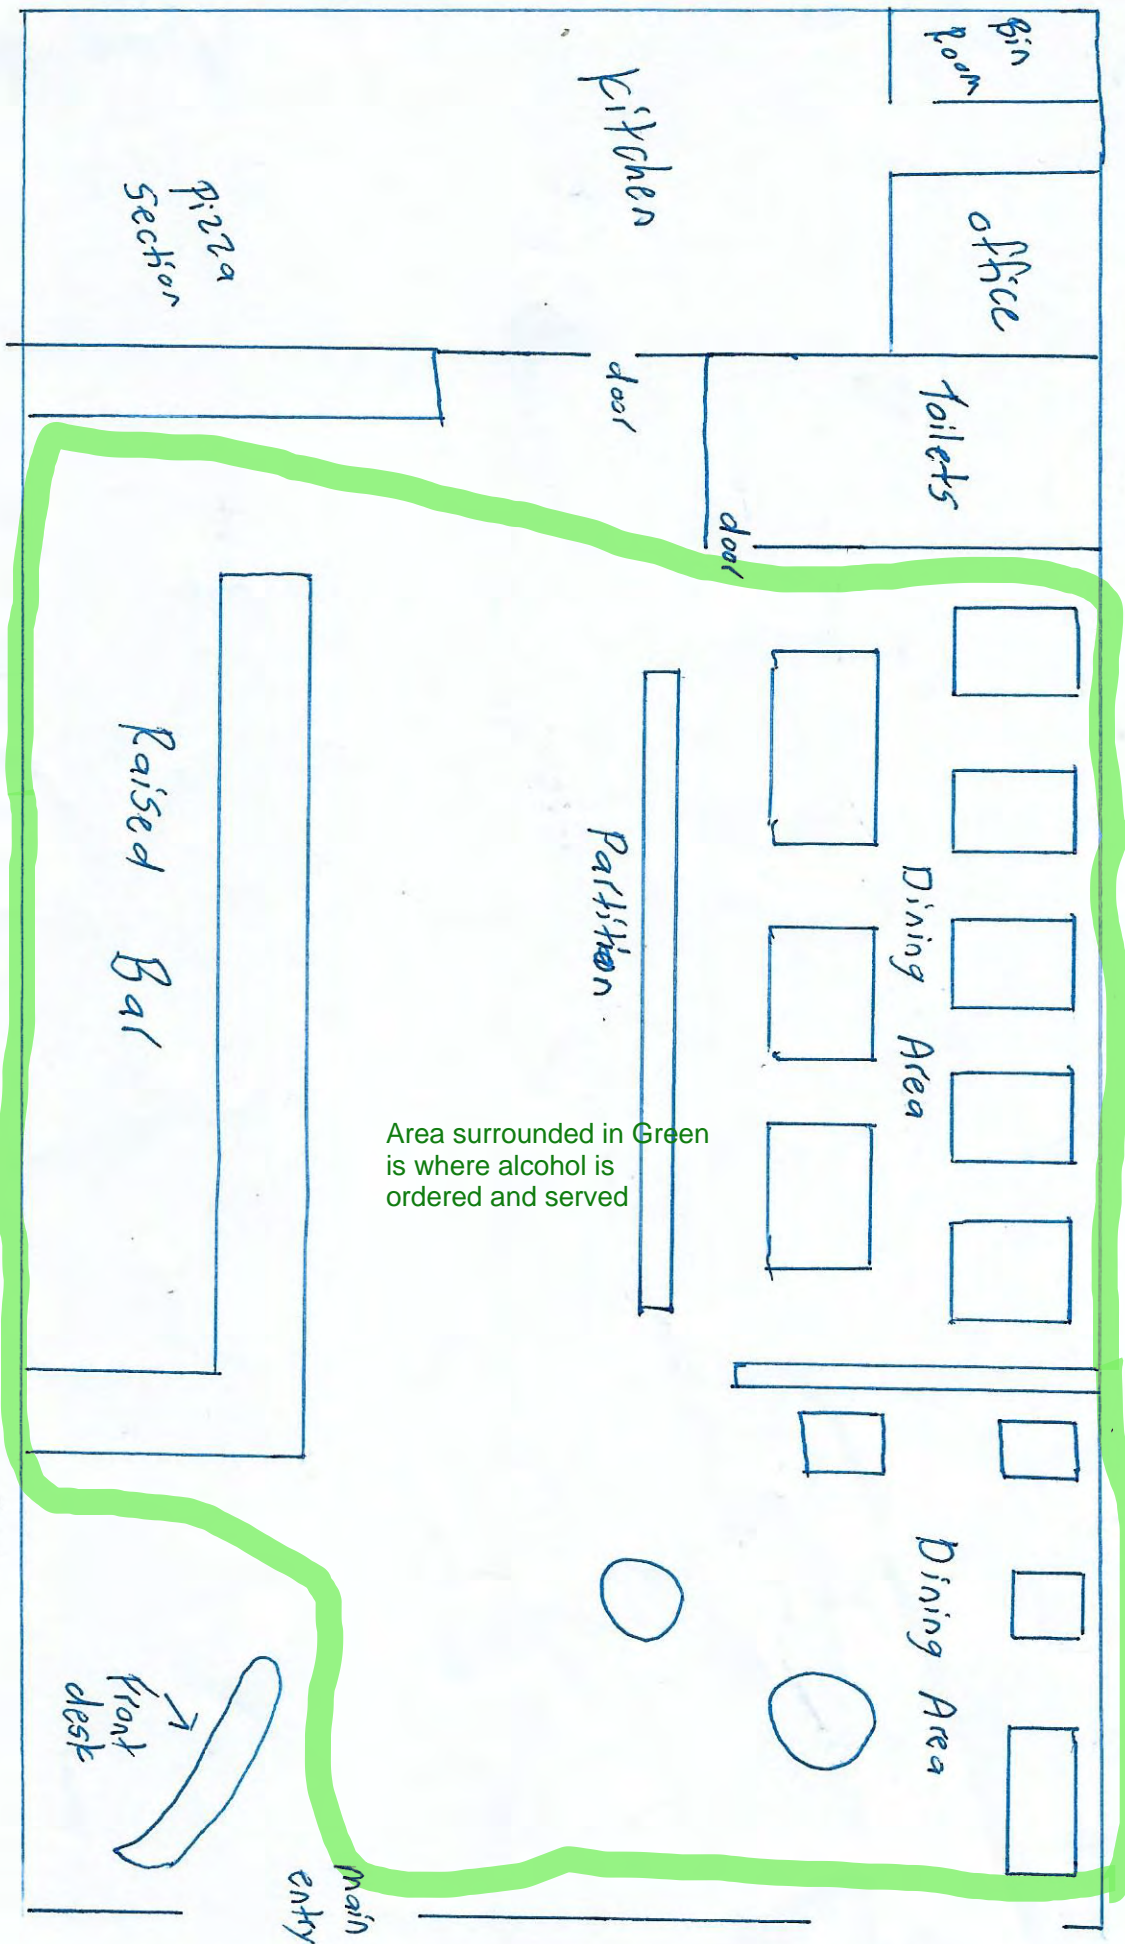 Bin
Room
Kitchen
office
Pizza
Section
door
Toilets
door
Raised Bar
Partition.
Dining Area
Area surrounded in Green
is where alcohol is
ordered and served
Dining Area
Front
desk
main
entry